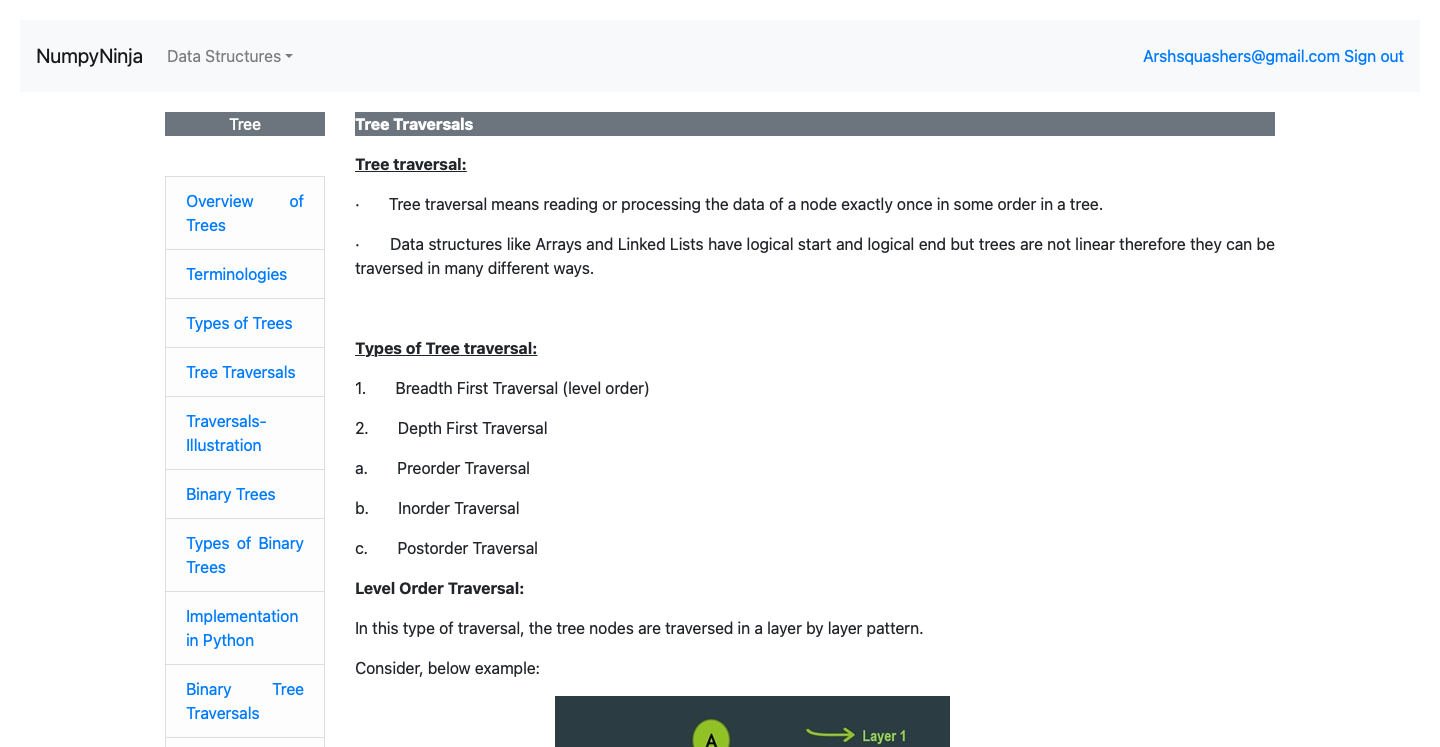 NumpyNinja Data Structures Arshsquashers@gmail.com Sign out
Tree
Overview of
Trees
Terminologies
Types of Trees
Tree Traversals
Traversals-
Illustration
Binary Trees
Types of Binary
Trees
Implementation
in Python
Binary Tree
Traversals
Tree Traversals
Tree traversal:
· Tree traversal means reading or processing the data of a node exactly once in some order in a tree.
· Data structures like Arrays and Linked Lists have logical start and logical end but trees are not linear therefore they can be
traversed in many different ways.
Types of Tree traversal:
1. Breadth First Traversal (level order)
2. Depth First Traversal
a. Preorder Traversal
b. Inorder Traversal
c. Postorder Traversal
Level Order Traversal:
In this type of traversal, the tree nodes are traversed in a layer by layer pattern.
Consider, below example:
A Layer 1